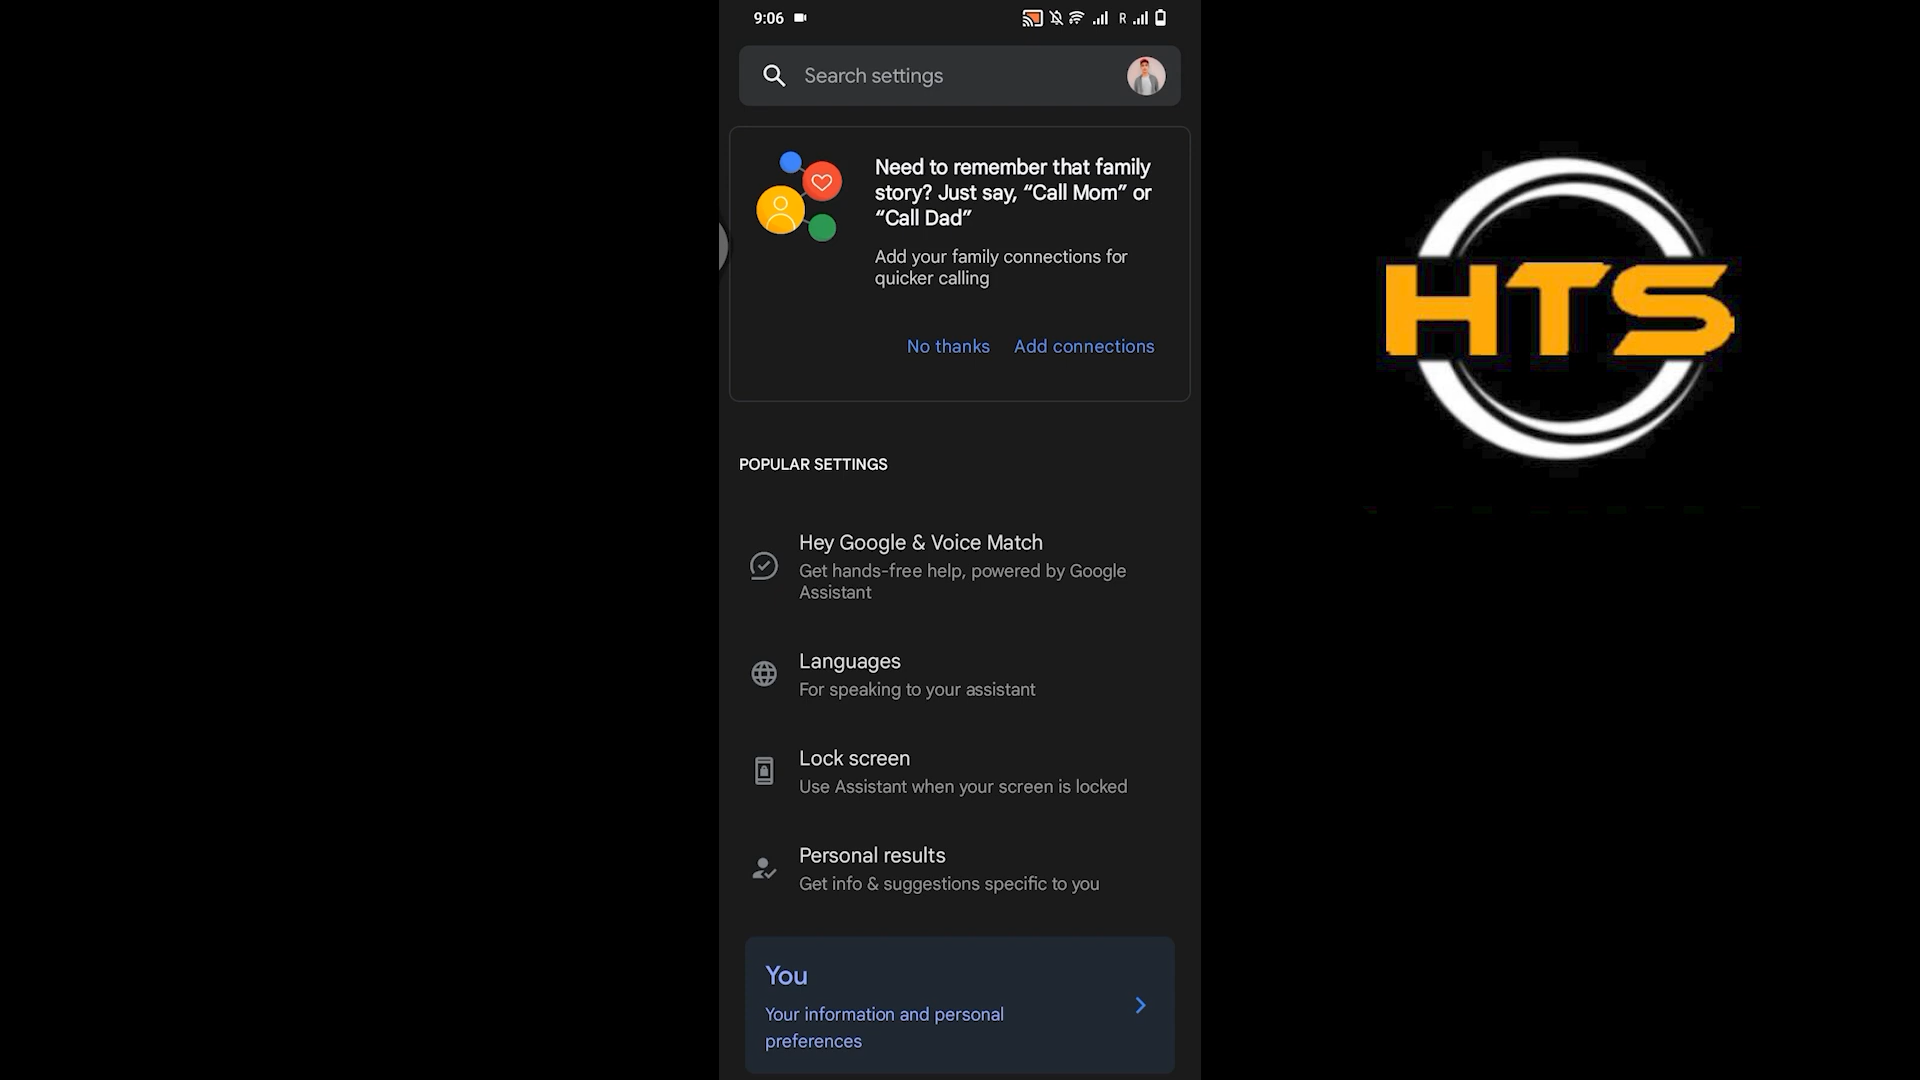 9:06
R
Search settings
Need to remember that family
story? Just say, “Call Mom” or
“Call Dad”
Add your family connections for
quicker calling
No thanks Add connections
POPULAR SETTINGS
Hey Google & Voice Match
Get hands-free help, powered by Google
Assistant
Languages
For speaking to your assistant
Lock screen
Use Assistant when your screen is locked
Personal results
Get info & suggestions specific to you
You
Your information and personal
preferences
HTS